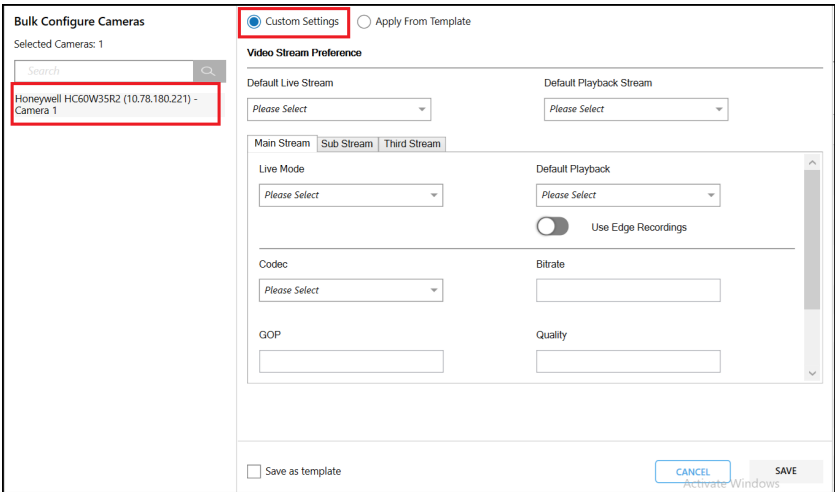 Bulk Configure Cameras
Selected Cameras: 1
Search
Honeywell HC60W35R2 (10.78.180.221) -
Camera 1
Custom Settings
Apply From Template
Video Stream Preference
Default Live Stream
Default Playback Stream
Please Select
Please Select
Main Stream
Sub Stream
Third Stream
Live Mode
Default Playback
Please Select
Please Select
Use Edge Recordings
Codec
Bitrate
Please Select
GOP
Quality
Save as template
CANCEL
SAVE
Activate Windows